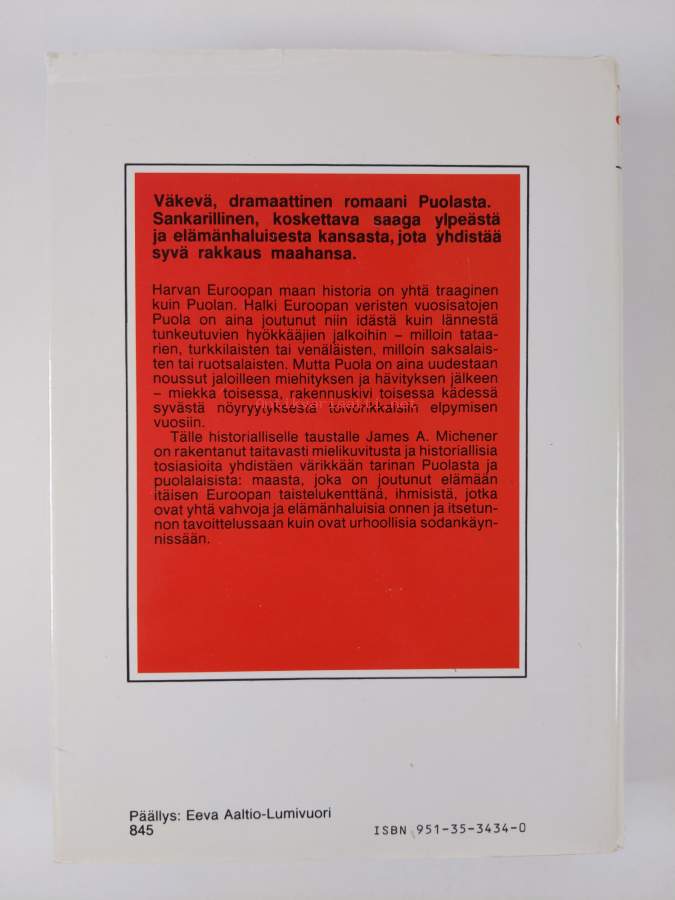 Väkevä, dramaattinen romaani Puolasta.
Sankarillinen, koskettava saaga ylpeästä
ja elämänhaluisesta kansasta, jota yhdistää
syvä rakkaus maahansa.
Harvan Euroopan maan historia on yhtä traaginen
kuin Puolan. Halki Euroopan veristen vuosisatojen
Puola on aina joutunut niin idästä kuin lännestä
tunkeutuvien hyökkääjien jalkoihin – milloin tataa-
rien, turkkilaisten tai venäläisten, milloin saksalais-
ten tai ruotsalaisten. Mutta Puola on aina uudestaan
noussut jaloilleen miehityksen ja hävityksen jälkeen
– miekka toisessa, rakennuskivi toisessa kädessä
syvästä nöyryytyksestä toivorikkaisiin elpymisen
vuosiin.
Tälle historialliselle taustalle James A. Michener
on rakentanut taitavasti mielikuvitusta ja historiallisia
tosiasioita yhdistäen värikkään tarinan Puolasta ja
puolalaisista: maasta, joka on joutunut elämään
itäisen Euroopan taistelukenttänä, ihmisistä, jotka
ovat yhtä vahvoja ja elämänhaluisia onnen ja itsetun-
non tavoittelussaan kuin ovat urhoollisia sodankäyn-
nissään.
Päällys: Eeva Aaltio-Lumivuori
845
ISBN 951-35-3434-0